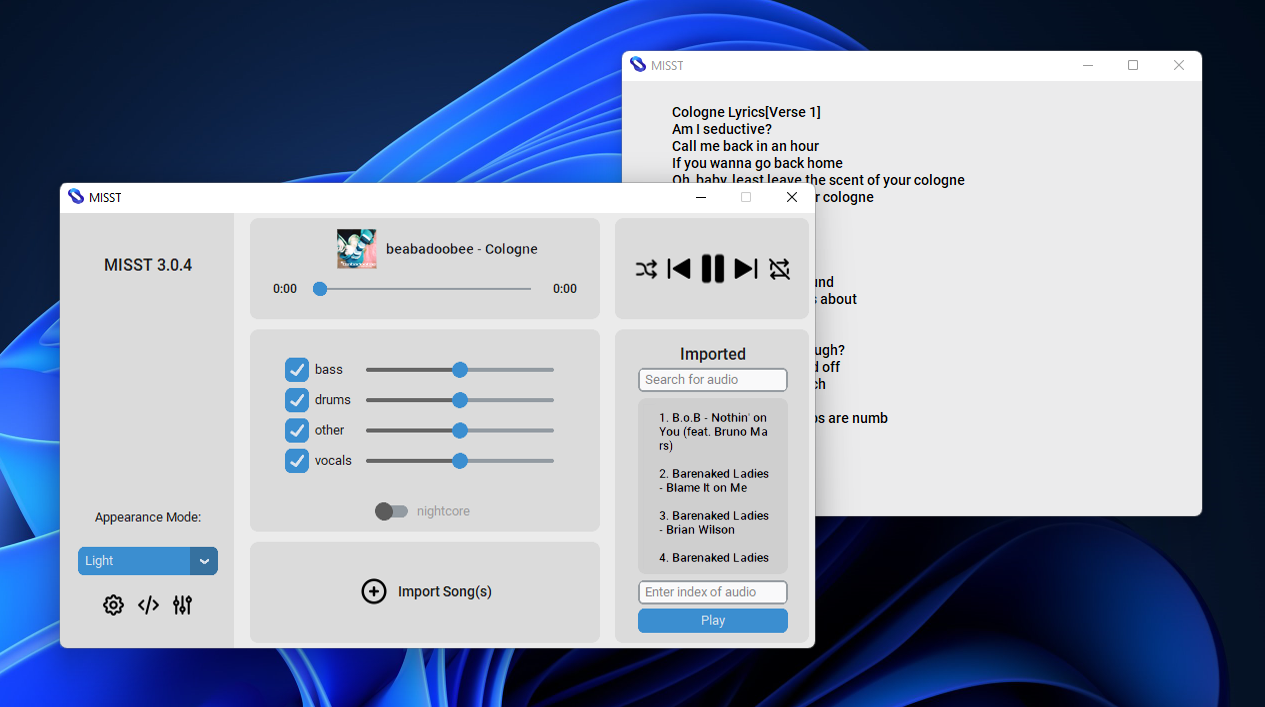 MISST
Cologne Lyrics[Verse 1]
Am I seductive?
Call me back in an hour
If you wanna go back home
Oh, baby, least leave the scent of your cologne
r cologne
und
s about
ugh?
d off
ch
os are numb
MISST
MISST 3.0.4
Appearance Mode:
Light
beabadoobee - Cologne
0:00
0:00
bass
drums
other
vocals
nightcore
Import Song(s)
Imported
Search for audio
1. B.o.B - Nothin' on
You (feat. Bruno Ma
rs)
2. Barenaked Ladies
- Blame It on Me
3. Barenaked Ladies
- Brian Wilson
4. Barenaked Ladies
Enter index of audio
Play